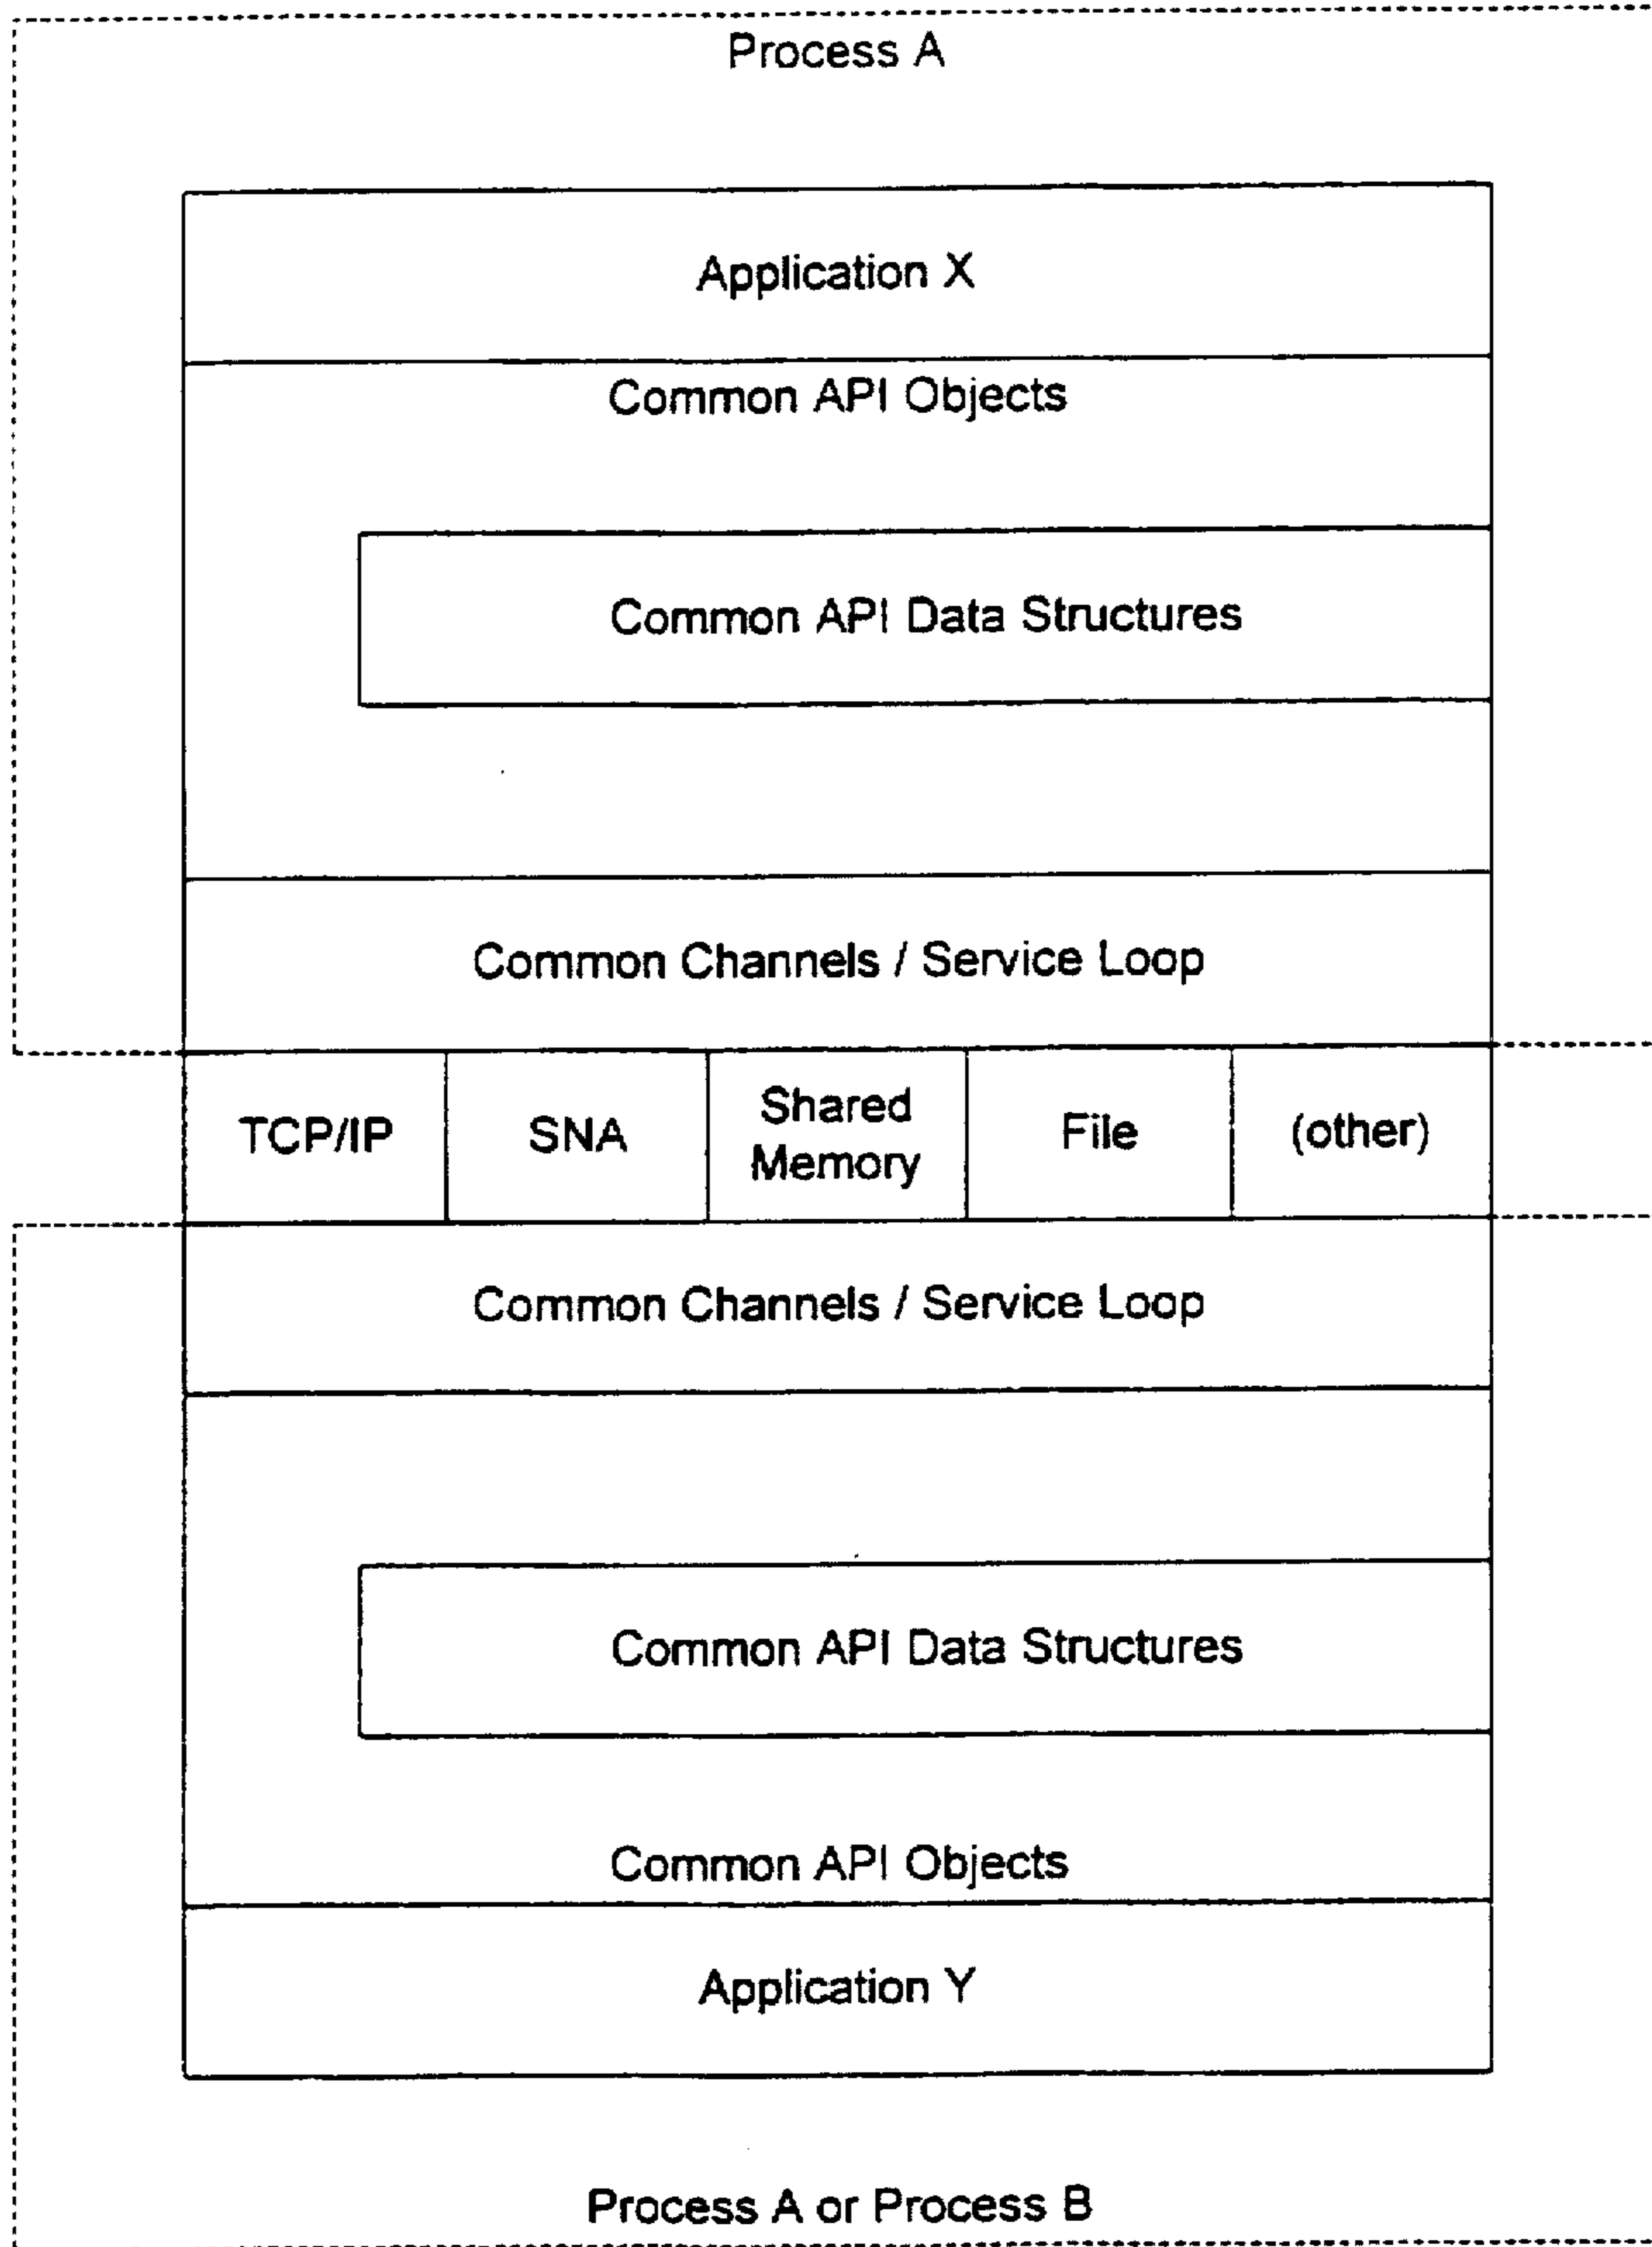 Process A
Application X
Common API Objects
Common API Data Structures
Common Channels / Service Loop
TCP/IP
SNA
Shared
Memory
File
(other)
Common Channels / Service Loop
Common API Data Structures
Common API Objects
Application Y
Process A or Process B